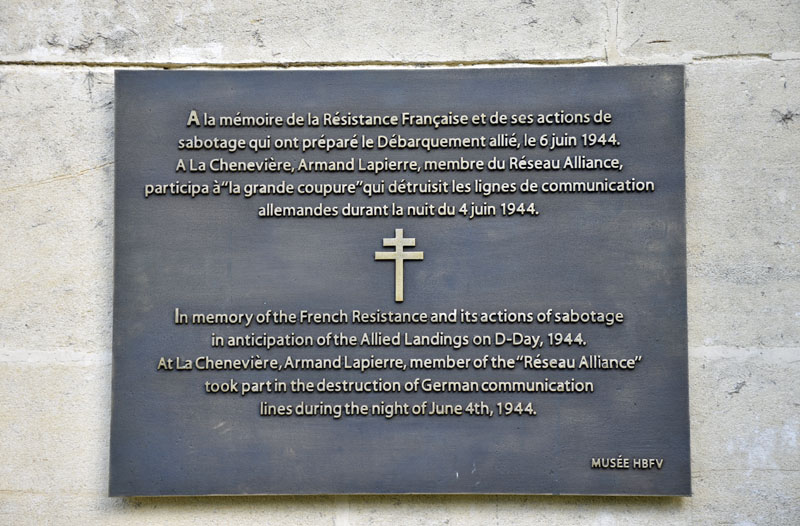 A la mémoire de la Résistance Française et de ses actions de
sabotage qui ont préparé le Débarquement allié, le 6 juin 1944.
A La Chenevière, Armand Lapierre, membre du Réseau Alliance,
participa à "la grande coupure" qui détruisit les lignes de communication
allemandes durant la nuit du 4 juin 1944.
In memory of the French Resistance and its actions of sabotage
in anticipation of the Allied Landings on D-Day, 1944.
At La Chenevière, Armand Lapierre, member of the "Réseau Alliance"
took part in the destruction of German communication
lines during the night of June 4th, 1944.
MUSÉE HBFV